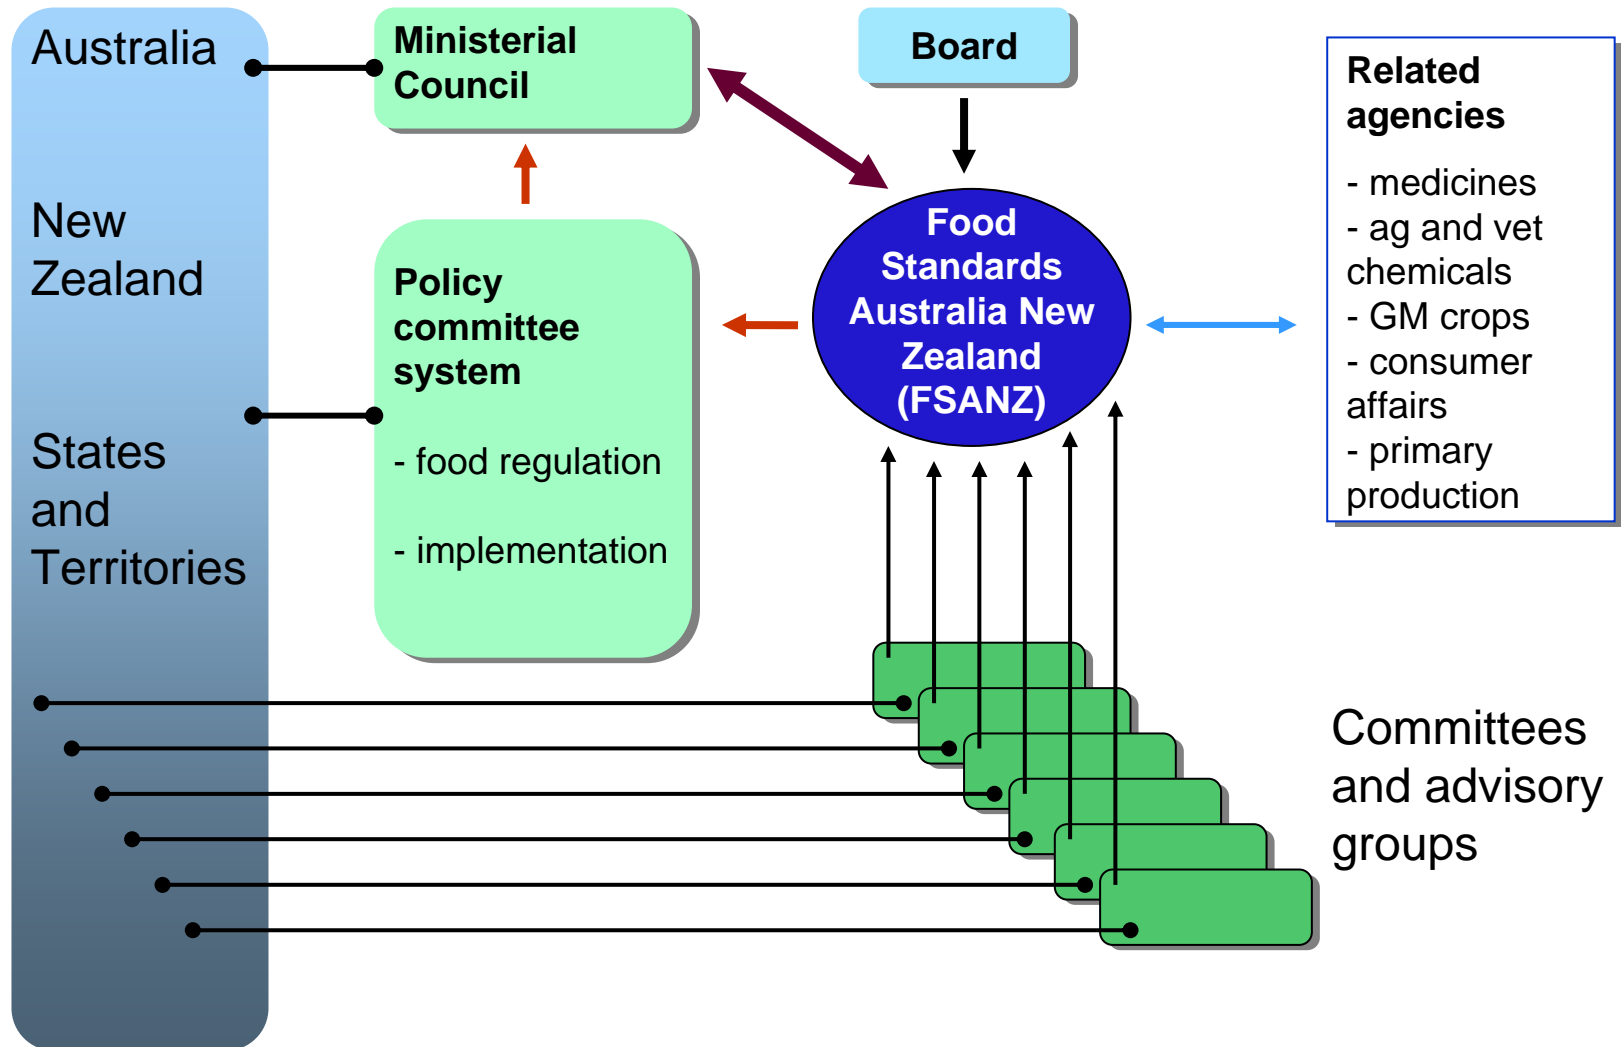 Australia
New
Zealand
States
and
Territories
Ministerial
Council
Policy
committee
system
- food regulation
- implementation
Board
Food
Standards
Australia New
Zealand
(FSANZ)
Related
agencies
- medicines
- ag and vet
chemicals
- GM crops
- consumer
affairs
- primary
production
Committees
and advisory
groups